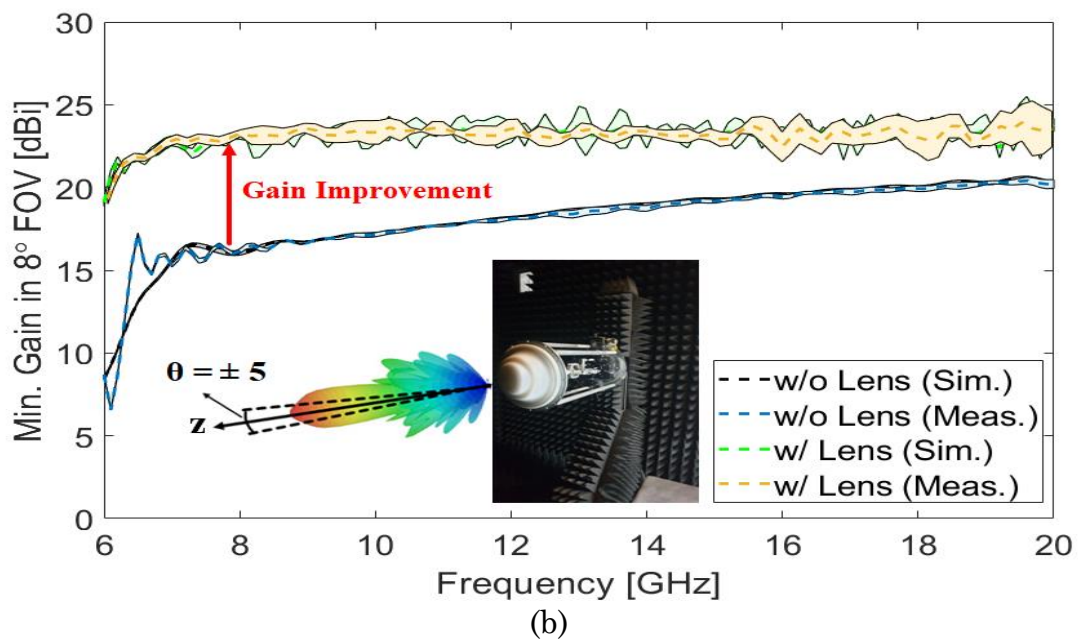 30
25
20
15
10
5
0
Min. Gain in 8° FOV [dBi]
Gain Improvement
θ = ± 5
z
w/o Lens (Sim.)
w/o Lens (Meas.)
w/ Lens (Sim.)
w/ Lens (Meas.)
6 8 10 12 14 16 18 20
Frequency [GHz]
(b)